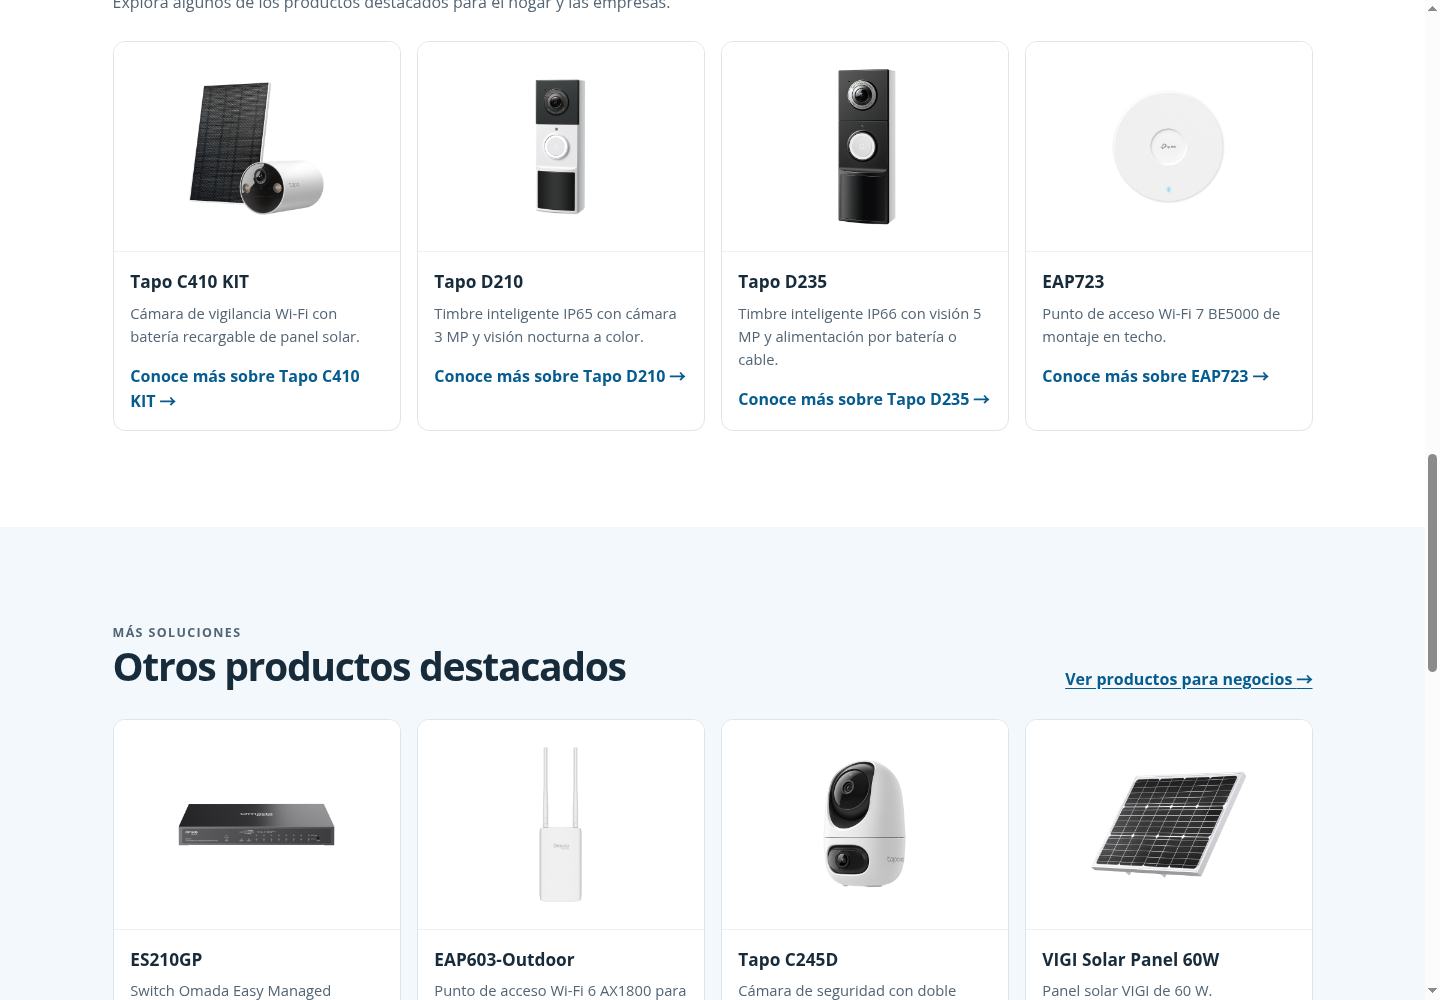 Explora algunos de los productos destacados para el hogar y las empresas.
tapo
Tapo C410 KIT
Cámara de vigilancia Wi-Fi con
batería recargable de panel solar.
Conoce más sobre Tapo C410
KIT →
Tapo D210
Timbre inteligente IP65 con cámara
3 MP y visión nocturna a color.
Conoce más sobre Tapo D210 →
Tapo D235
Timbre inteligente IP66 con visión 5
MP y alimentación por batería o
cable.
Conoce más sobre Tapo D235 →
EAP723
Punto de acceso Wi-Fi 7 BE5000 de
montaje en techo.
Conoce más sobre EAP723 →
MÁS SOLUCIONES
Otros productos destacados
Ver productos para negocios →
omada
tapo
ES210GP
Switch Omada Easy Managed
EAP603-Outdoor
Punto de acceso Wi-Fi 6 AX1800 para
Tapo C245D
Cámara de seguridad con doble
VIGI Solar Panel 60W
Panel solar VIGI de 60 W.